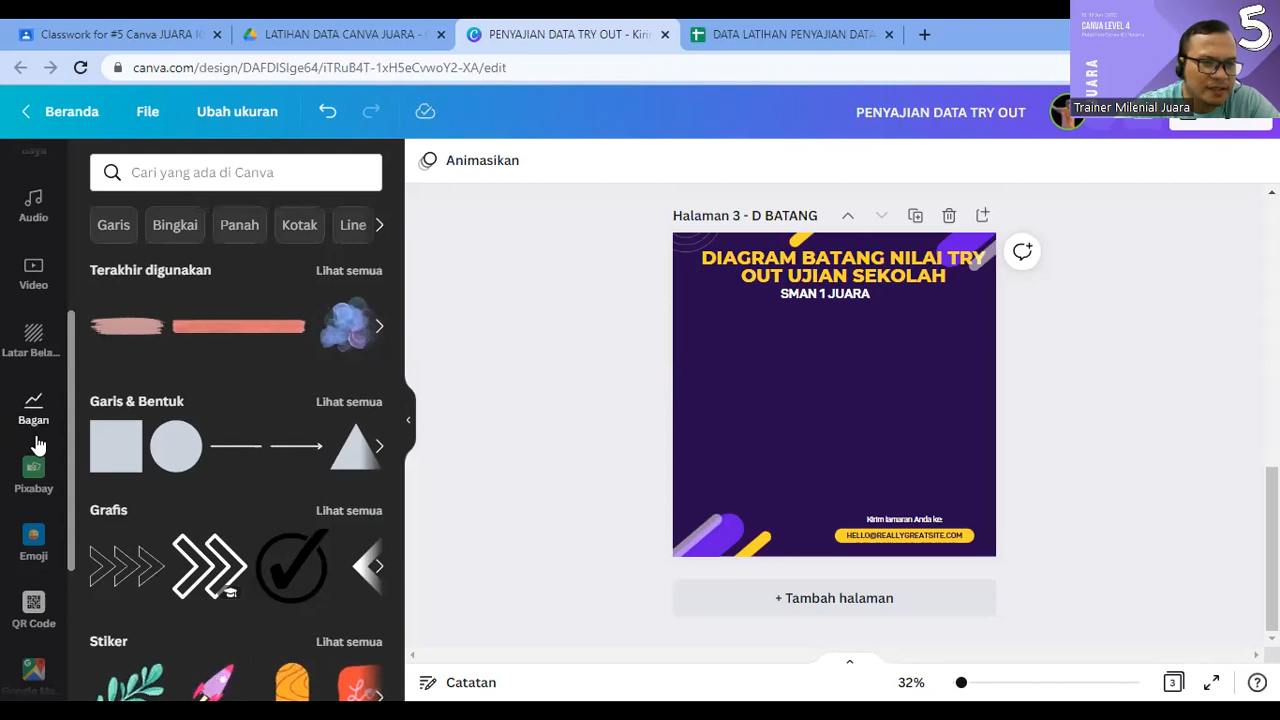 Classwork for #5 Canva JUARA K
LATIHAN DATA CANVA JUARA -
PENYAJIAN DATA TRY OUT - Kir
DATA LATIHAN PENYAJIAN DATA
canva.com/design/DAFDISIge64/iTRuB4T-1xH5eCvwoY2-XA/edit
CANVA LEVEL 4
JUARA
5
Trainer Milenial Juara
Beranda
File
Ubah ukuran
PENYAJIAN DATA TRY OUT
Audio
Video
Latar Bela...
Bagan
Pixabay
Emoji
QR Code
Cari yang ada di Canva
Garis
Bingkai
Panah
Kotak
Line
Terakhir digunakan
Lihat semua
Garis & Bentuk
Lihat semua
Grafis
Lihat semua
Stiker
Lihat semua
Animasikan
Halaman 3 - D BATANG
DIAGRAM BATANG NILAI TRY
OUT UJIAN SEKOLAH
SMAN 1 JUARA
Kirim lamaran Anda ke:
HELLO@REALLYGREATSITE.COM
+ Tambah halaman
Catatan
32%
3